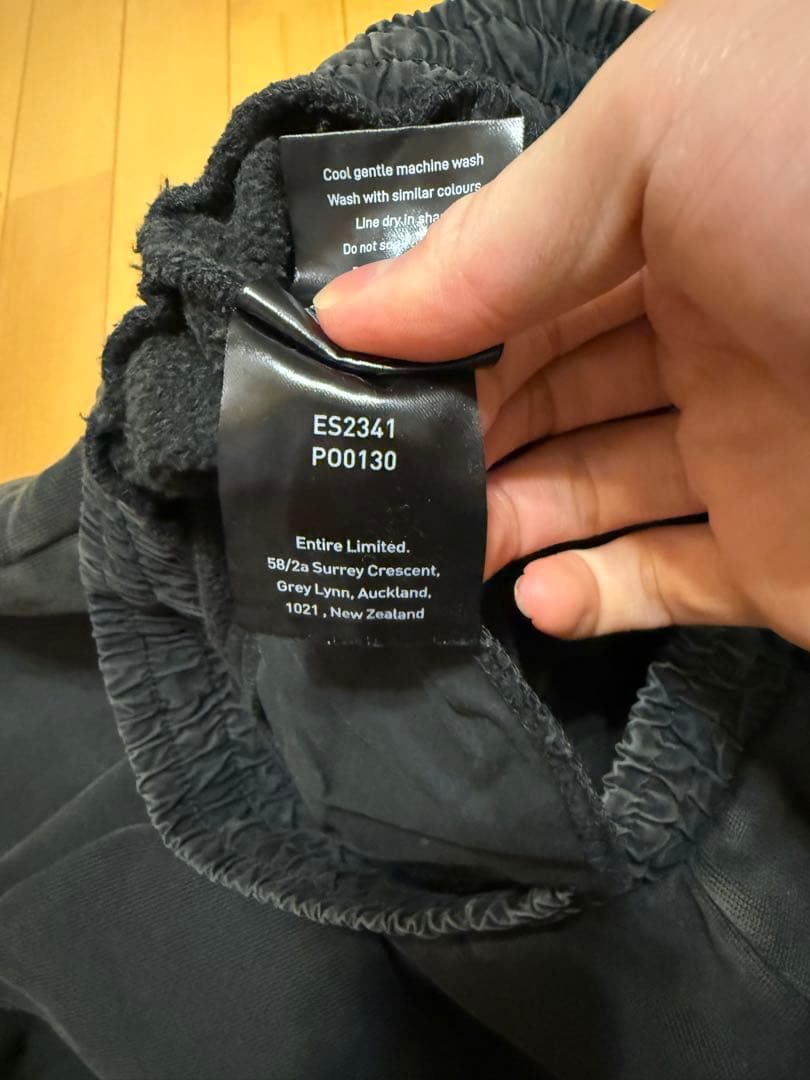 Cool gentle machine wash
Wash with similar colours
Line dry in
Do not
ES2341
PO0130
Entire Limited.
58/2a Surrey Crescent,
Grey Lynn, Auckland,
1021 , New Zealand